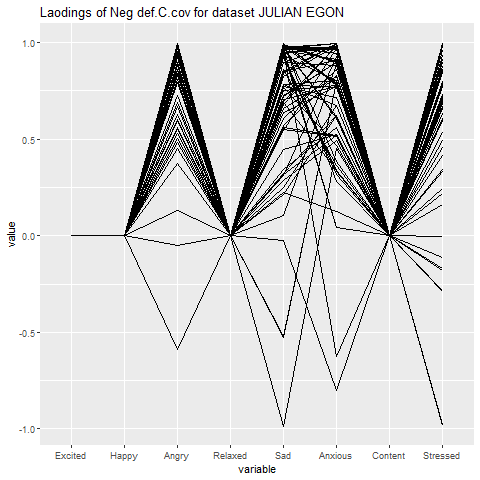 Laodings of Neg def.C.cov for dataset JULIAN EGON
value
1.0
0.5
0.0
-0.5
-1.0
Excited Happy Angry Relaxed Sad Anxious Content Stressed
variable